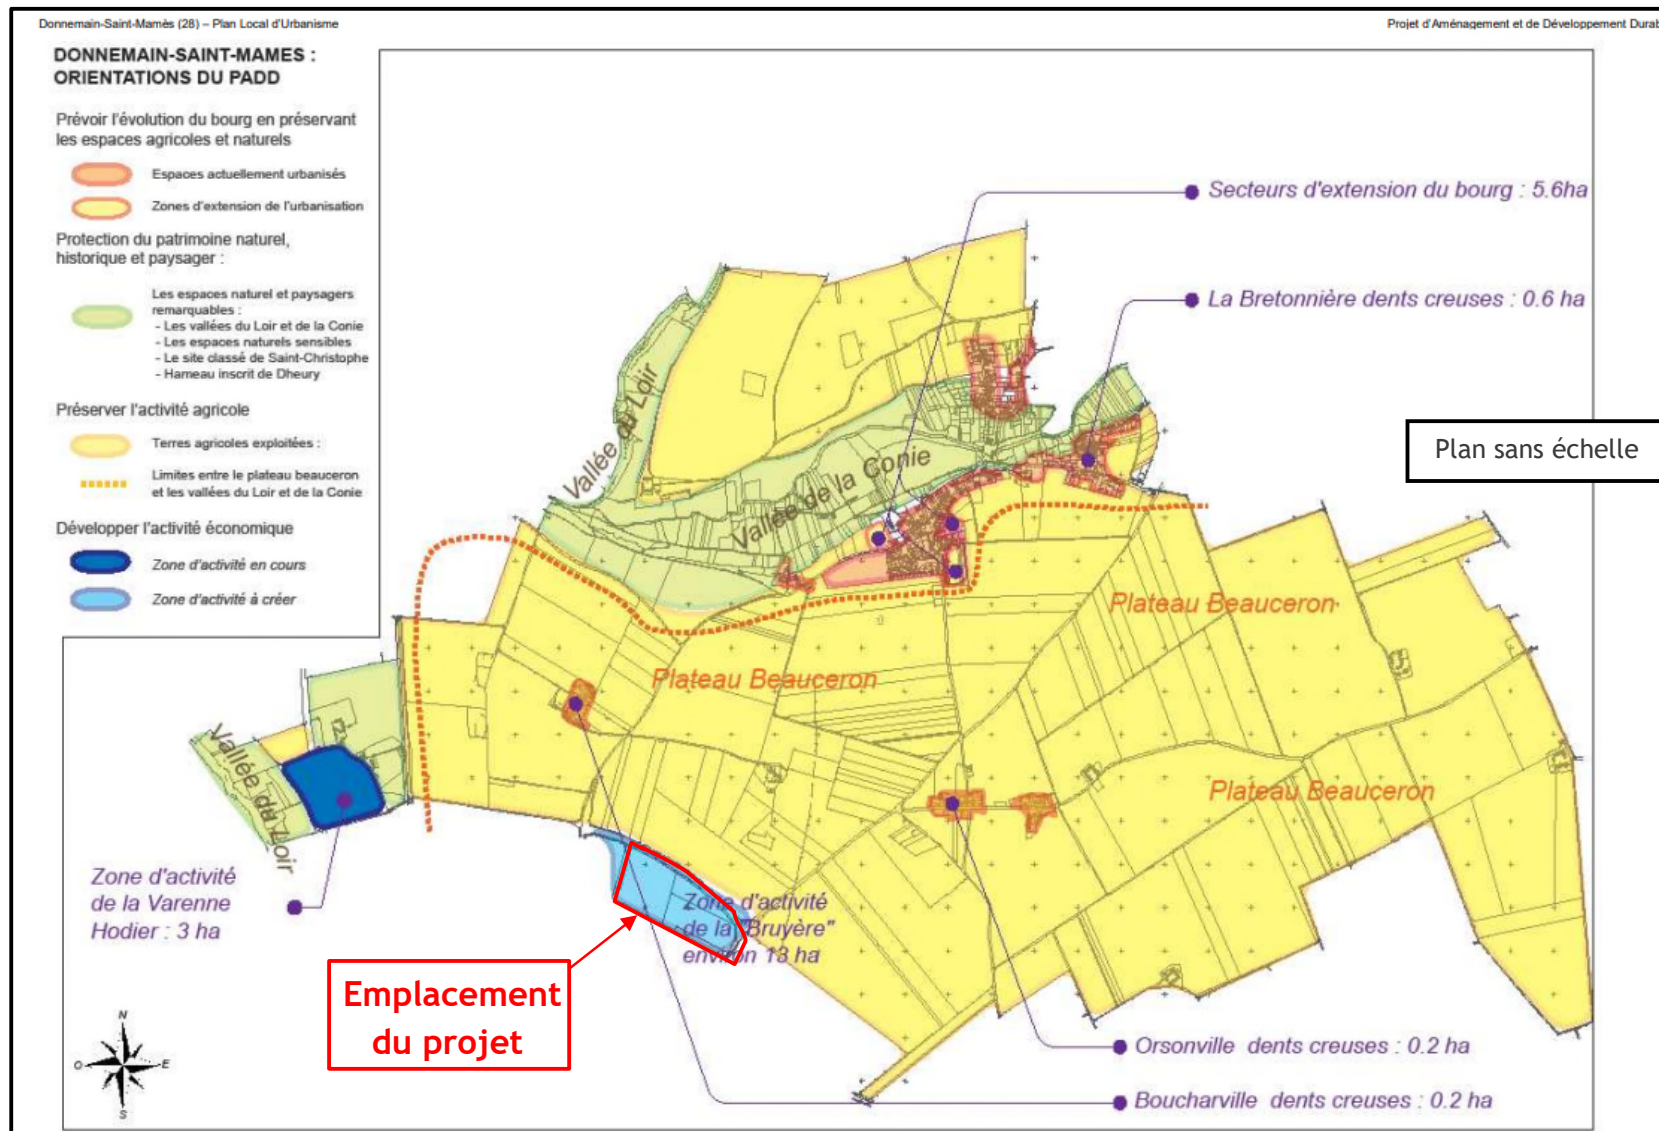 Donnemain-Saint-Mamès (28) – Plan Local d'Urbanisme
Projet d'Aménagement et de Développement Durab
DONNEMAIN-SAINT-MAMES :
ORIENTATIONS DU PADD
Prévoir l'évolution du bourg en préservant
les espaces agricoles et naturels
Espaces actuellement urbanisés
Zones d'extension de l'urbanisation
Protection du patrimoine naturel,
historique et paysager :
Les espaces naturel et paysagers
remarquables :
- Les vallées du Loir et de la Conie
- Les espaces naturels sensibles
- Le site classé de Saint-Christophe
- Hameau inscrit de Dheury
Préserver l'activité agricole
Terres agricoles exploitées :
Limites entre le plateau beauceron
et les vallées du Loir et de la Conie
Développer l'activité économique
Zone d'activité en cours
Zone d'activité à créer
Secteurs d'extension du bourg : 5.6ha
La Bretonnière dents creuses : 0.6 ha
Plan sans échelle
Vallée du Loir
Vallée de la Conie
Plateau Beauceron
Plateau Beauceron
Plateau Beauceron
Vallée du Loir
Zone d'activité
de la Varenne
Hodier : 3 ha
Zone d'activité
de la "Bruyère"
environ 13 ha
Emplacement
du projet
Orsonville dents creuses : 0.2 ha
Boucharville dents creuses : 0.2 ha
N
O
E
S